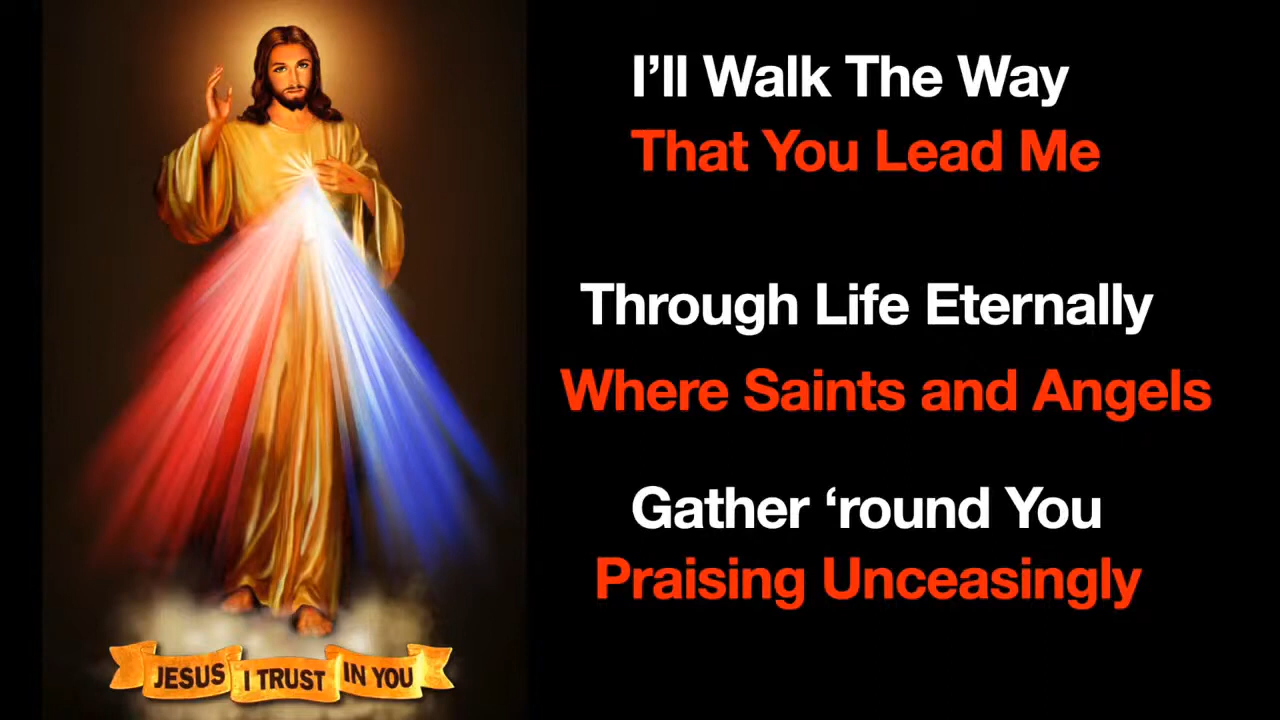 I’ll Walk The Way
That You Lead Me
Through Life Eternally
Where Saints and Angels
Gather ‘round You
Praising Unceasingly
JESUS I TRUST IN YOU